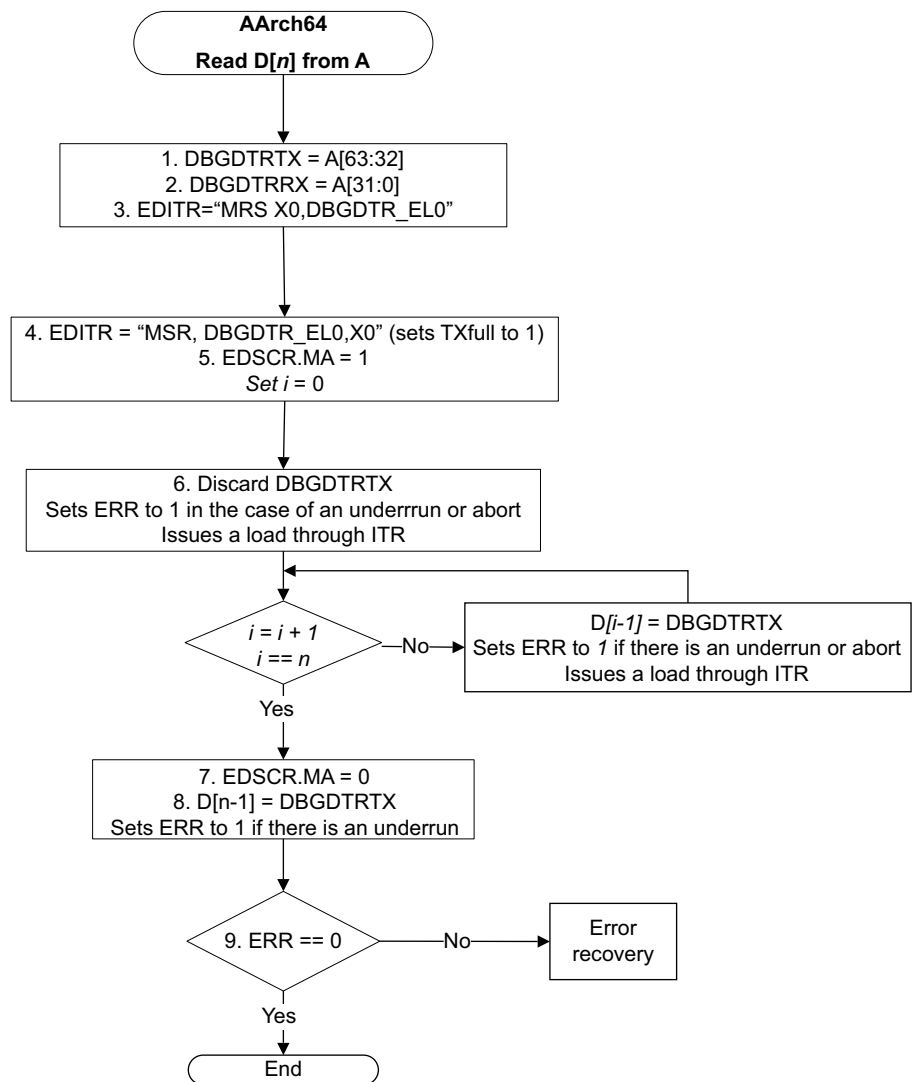 AArch64
Read D[n] from A
1. DBGDTRTX = A[63:32]
2. DBGDTRRX = A[31:0]
3. EDITR=“MRS X0,DBGDTR_EL0”
4. EDITR = “MSR, DBGDTR_EL0,X0” (sets TXfull to 1)
5. EDSCR.MA = 1
Set i = 0
6. Discard DBGDTRTX
Sets ERR to 1 in the case of an underrrun or abort
Issues a load through ITR
i = i + 1
i == n
No
D[i-1] = DBGDTRTX
Sets ERR to 1 if there is an underrun or abort
Issues a load through ITR
Yes
7. EDSCR.MA = 0
8. D[n-1] = DBGDTRTX
Sets ERR to 1 if there is an underrun
9. ERR == 0
No
Error
recovery
Yes
End